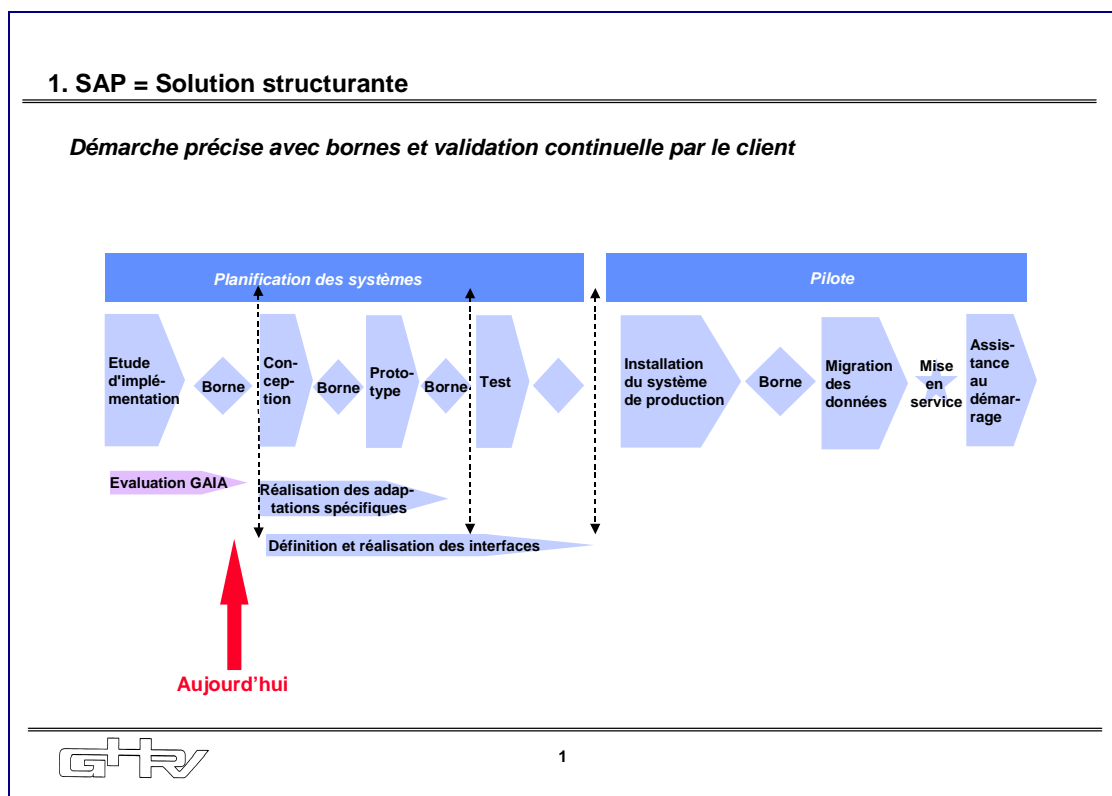 1. SAP = Solution structurante
Démarche précise avec bornes et validation continuelle par le client
Planification des systèmes
Pilote
Etude
d'implé-
mentation
Borne
Con-
cep-
tion
Borne
Proto-
type
Borne
Test
Installation
du système
de production
Borne
Migration
des
données
Mise
en
service
Assis-
tance
au
démar-
rage
Evaluation GAIA
Réalisation des adap-
tations spécifiques
Définition et réalisation des interfaces
Aujourd'hui
GHRV
1